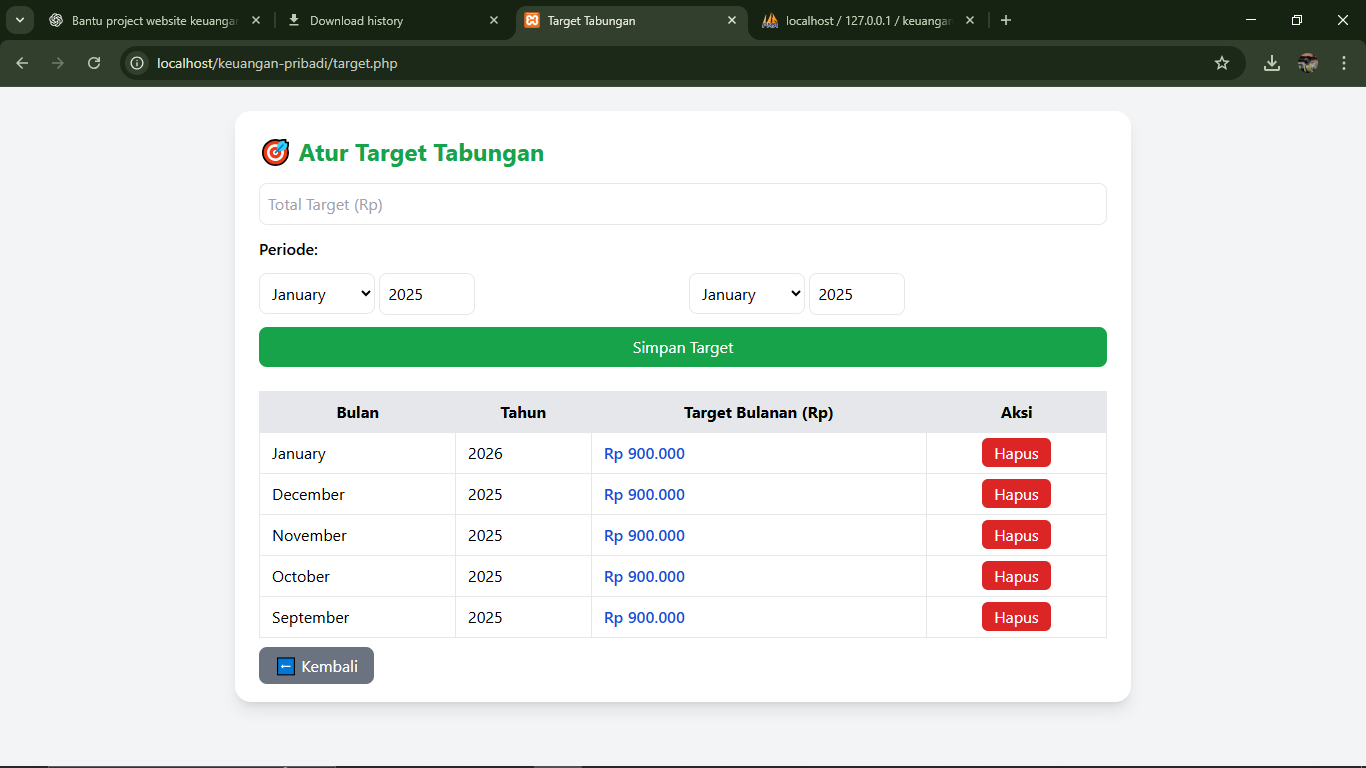 Bantu project website keuangan
Download history
Target Tabungan
localhost / 127.0.0.1 / keuangan
localhost/keuangan-pribadi/target.php
Atur Target Tabungan
Total Target (Rp)
Periode:
January 2025 January 2025
Simpan Target
Bulan Tahun Target Bulanan (Rp) Aksi
January 2026 Rp 900.000 Hapus
December 2025 Rp 900.000 Hapus
November 2025 Rp 900.000 Hapus
October 2025 Rp 900.000 Hapus
September 2025 Rp 900.000 Hapus
Kembali